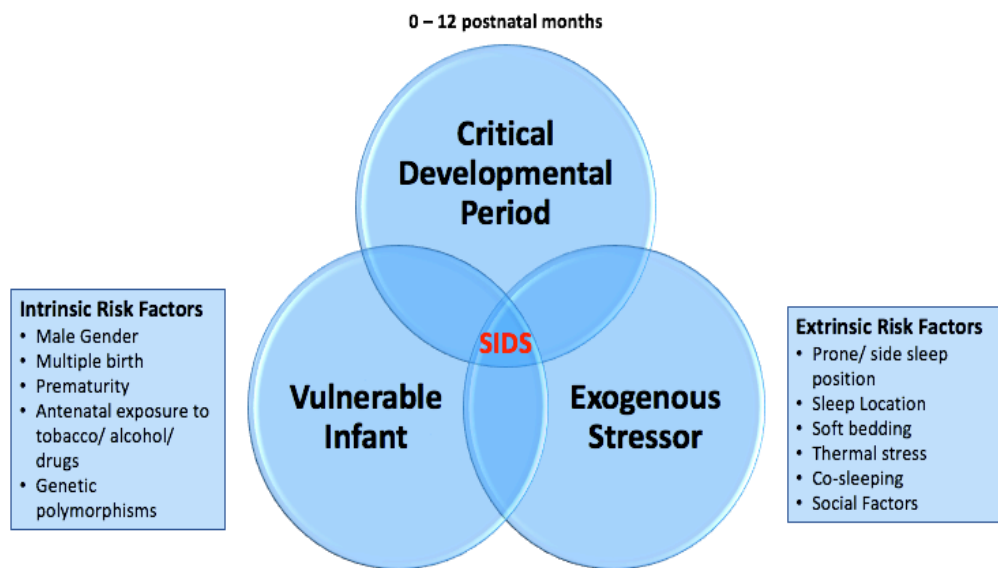 0 – 12 postnatal months
Critical
Developmental
Period
Intrinsic Risk Factors
• Male Gender
• Multiple birth
• Prematurity
• Antenatal exposure to
tobacco/ alcohol/
drugs
• Genetic
polymorphisms
SIDS
Vulnerable
Infant
Exogenous
Stressor
Extrinsic Risk Factors
• Prone/ side sleep
position
• Sleep Location
• Soft bedding
• Thermal stress
• Co-sleeping
• Social Factors